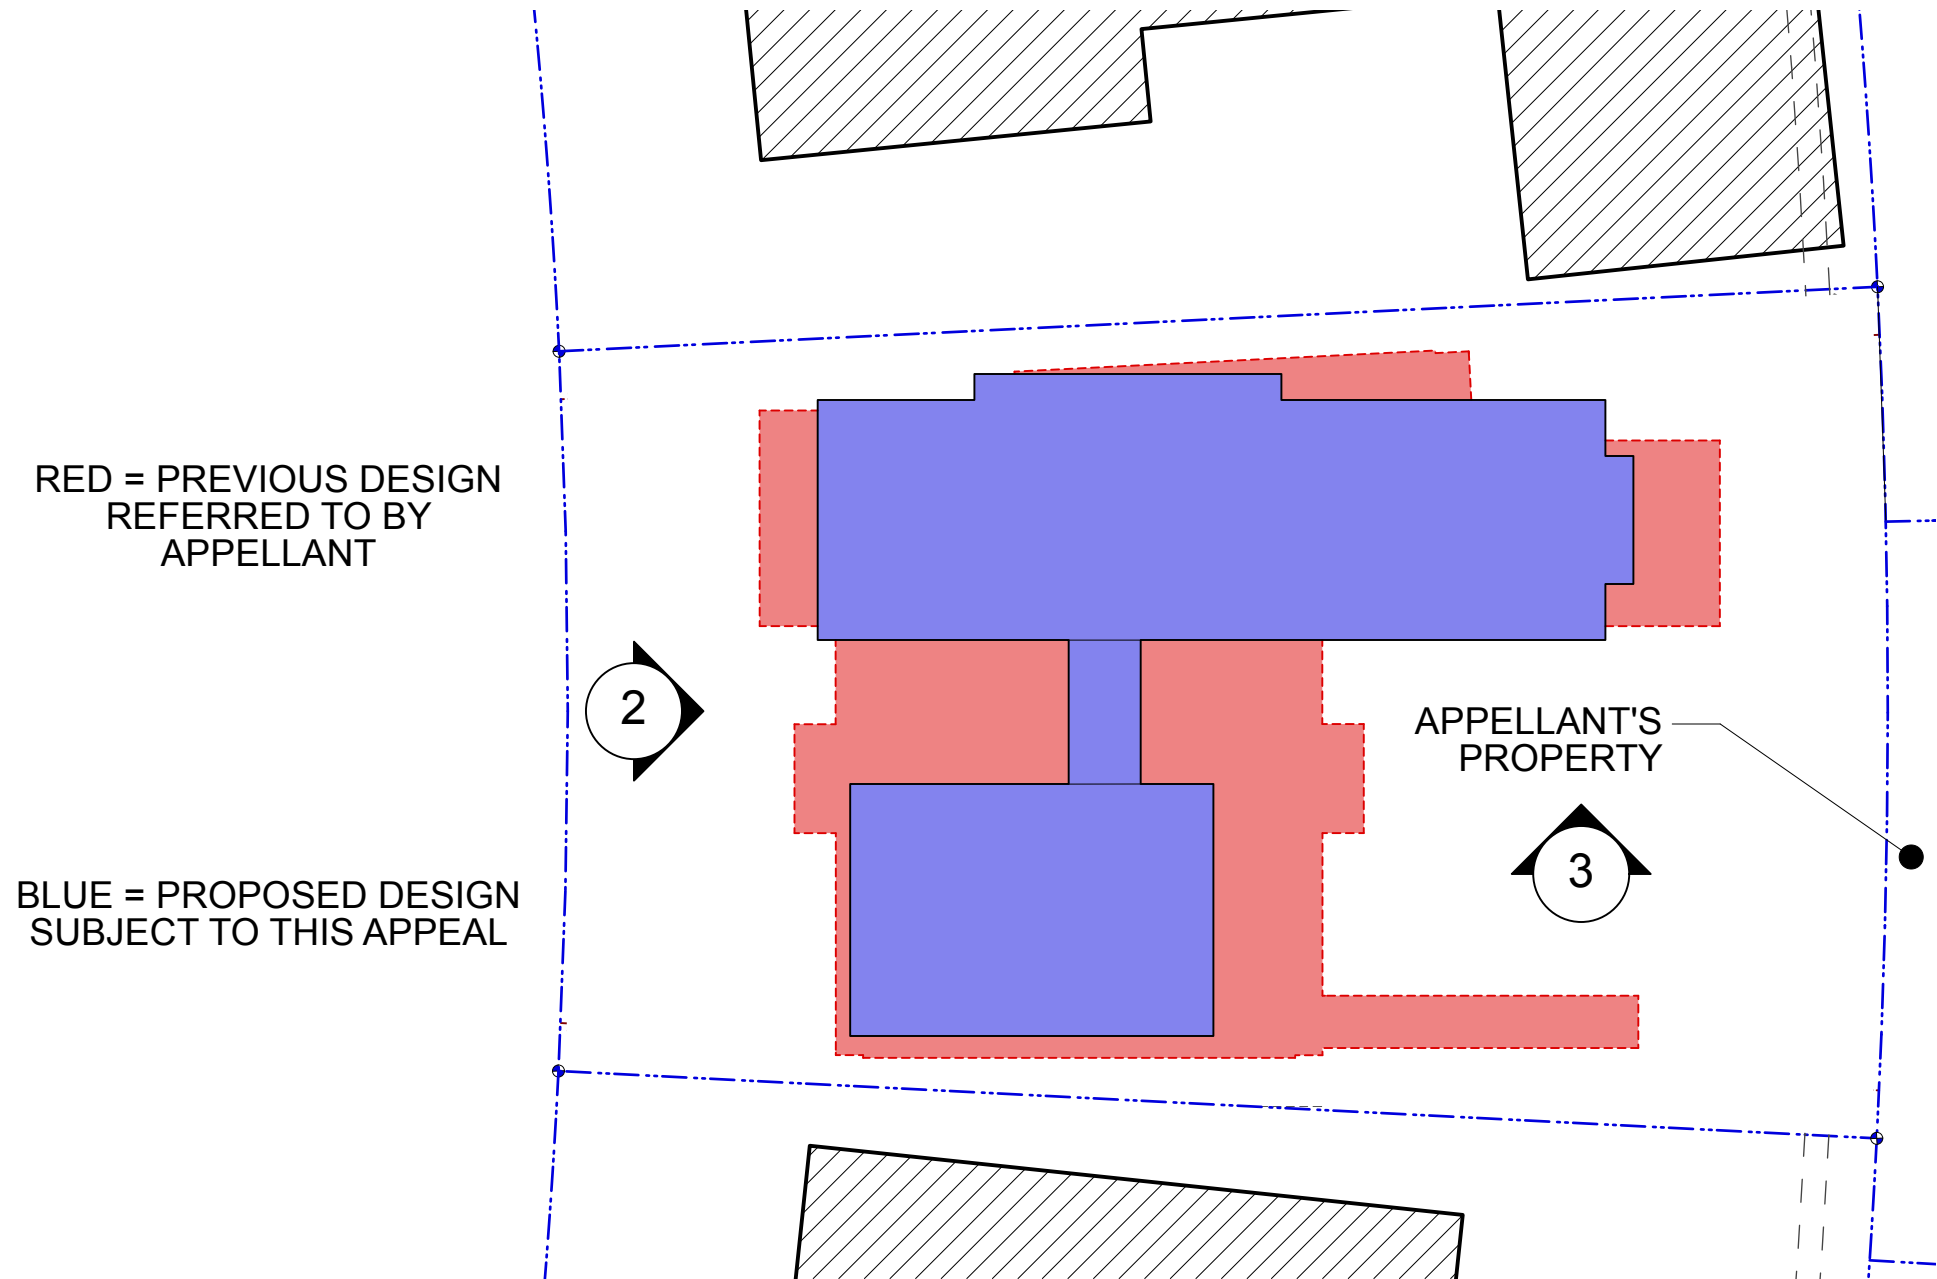 RED = PREVIOUS DESIGN
REFERRED TO BY
APPELLANT
2
APPELLANT'S
PROPERTY
3
BLUE = PROPOSED DESIGN
SUBJECT TO THIS APPEAL